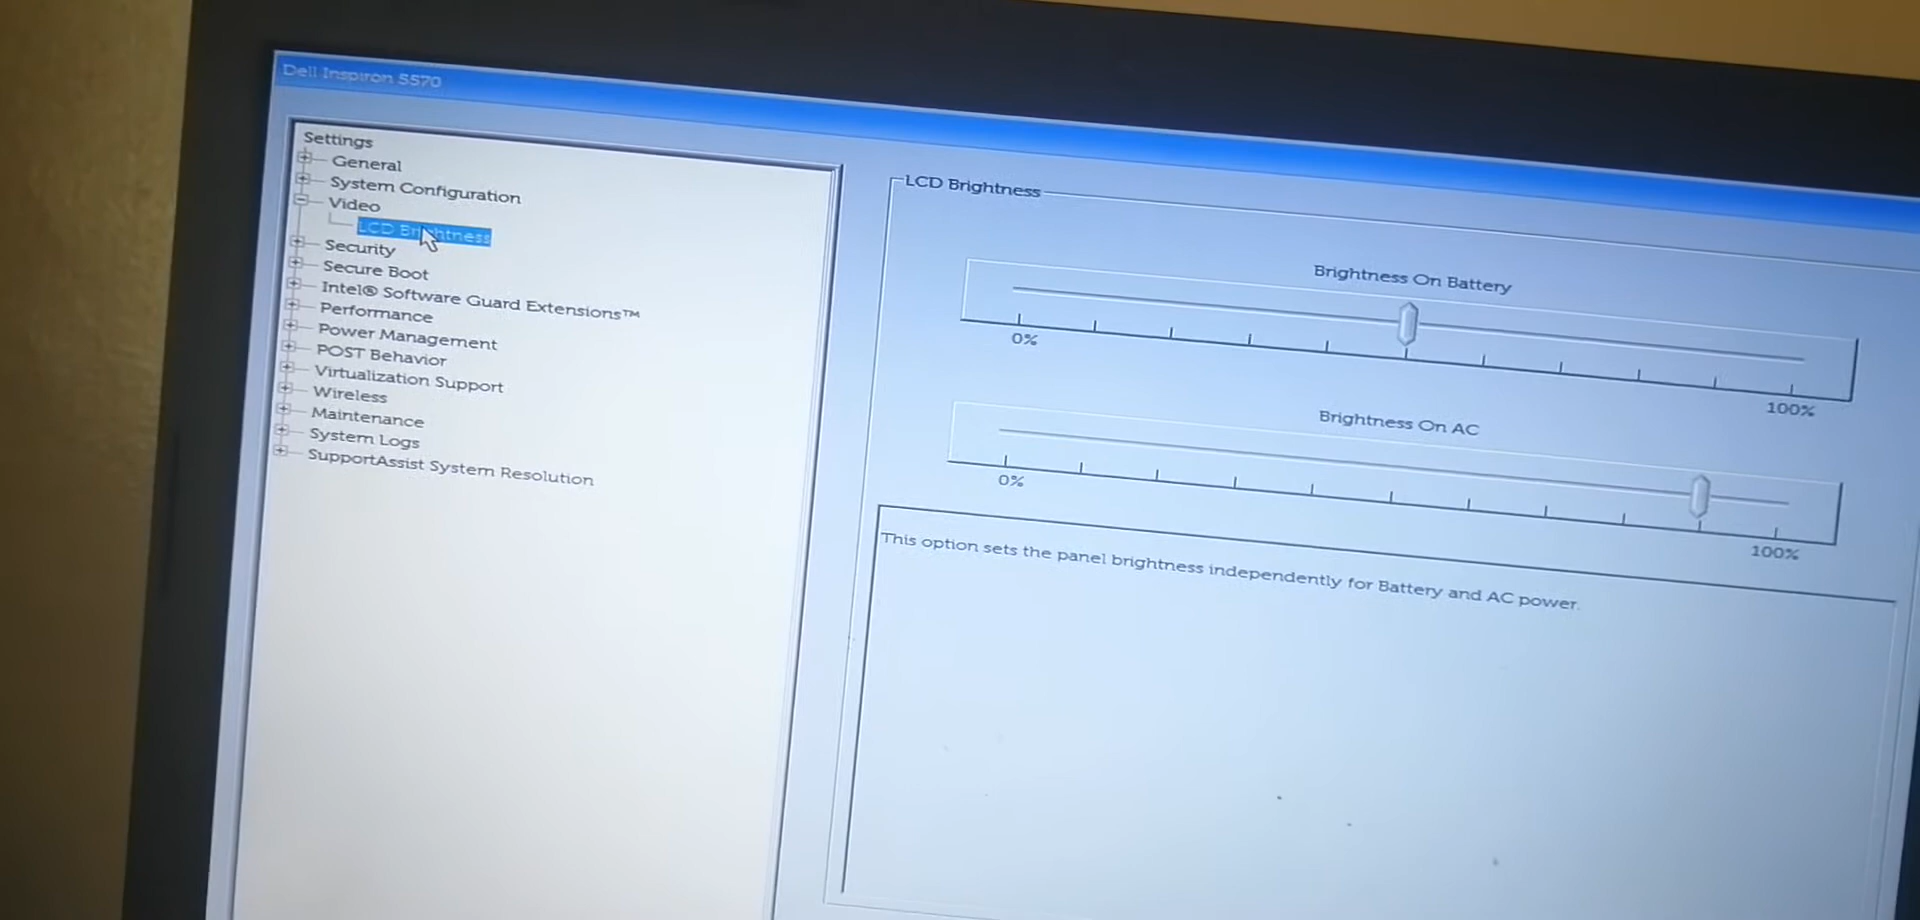 Dell Inspiron 5570
Settings
General
System Configuration
Video
LCD Brightness
Security
Secure Boot
Intel® Software Guard Extensions™
Performance
Power Management
POST Behavior
Virtualization Support
Wireless
Maintenance
System Logs
SupportAssist System Resolution
LCD Brightness
Brightness On Battery
0%
100%
Brightness On AC
0%
100%
This option sets the panel brightness independently for Battery and AC power.